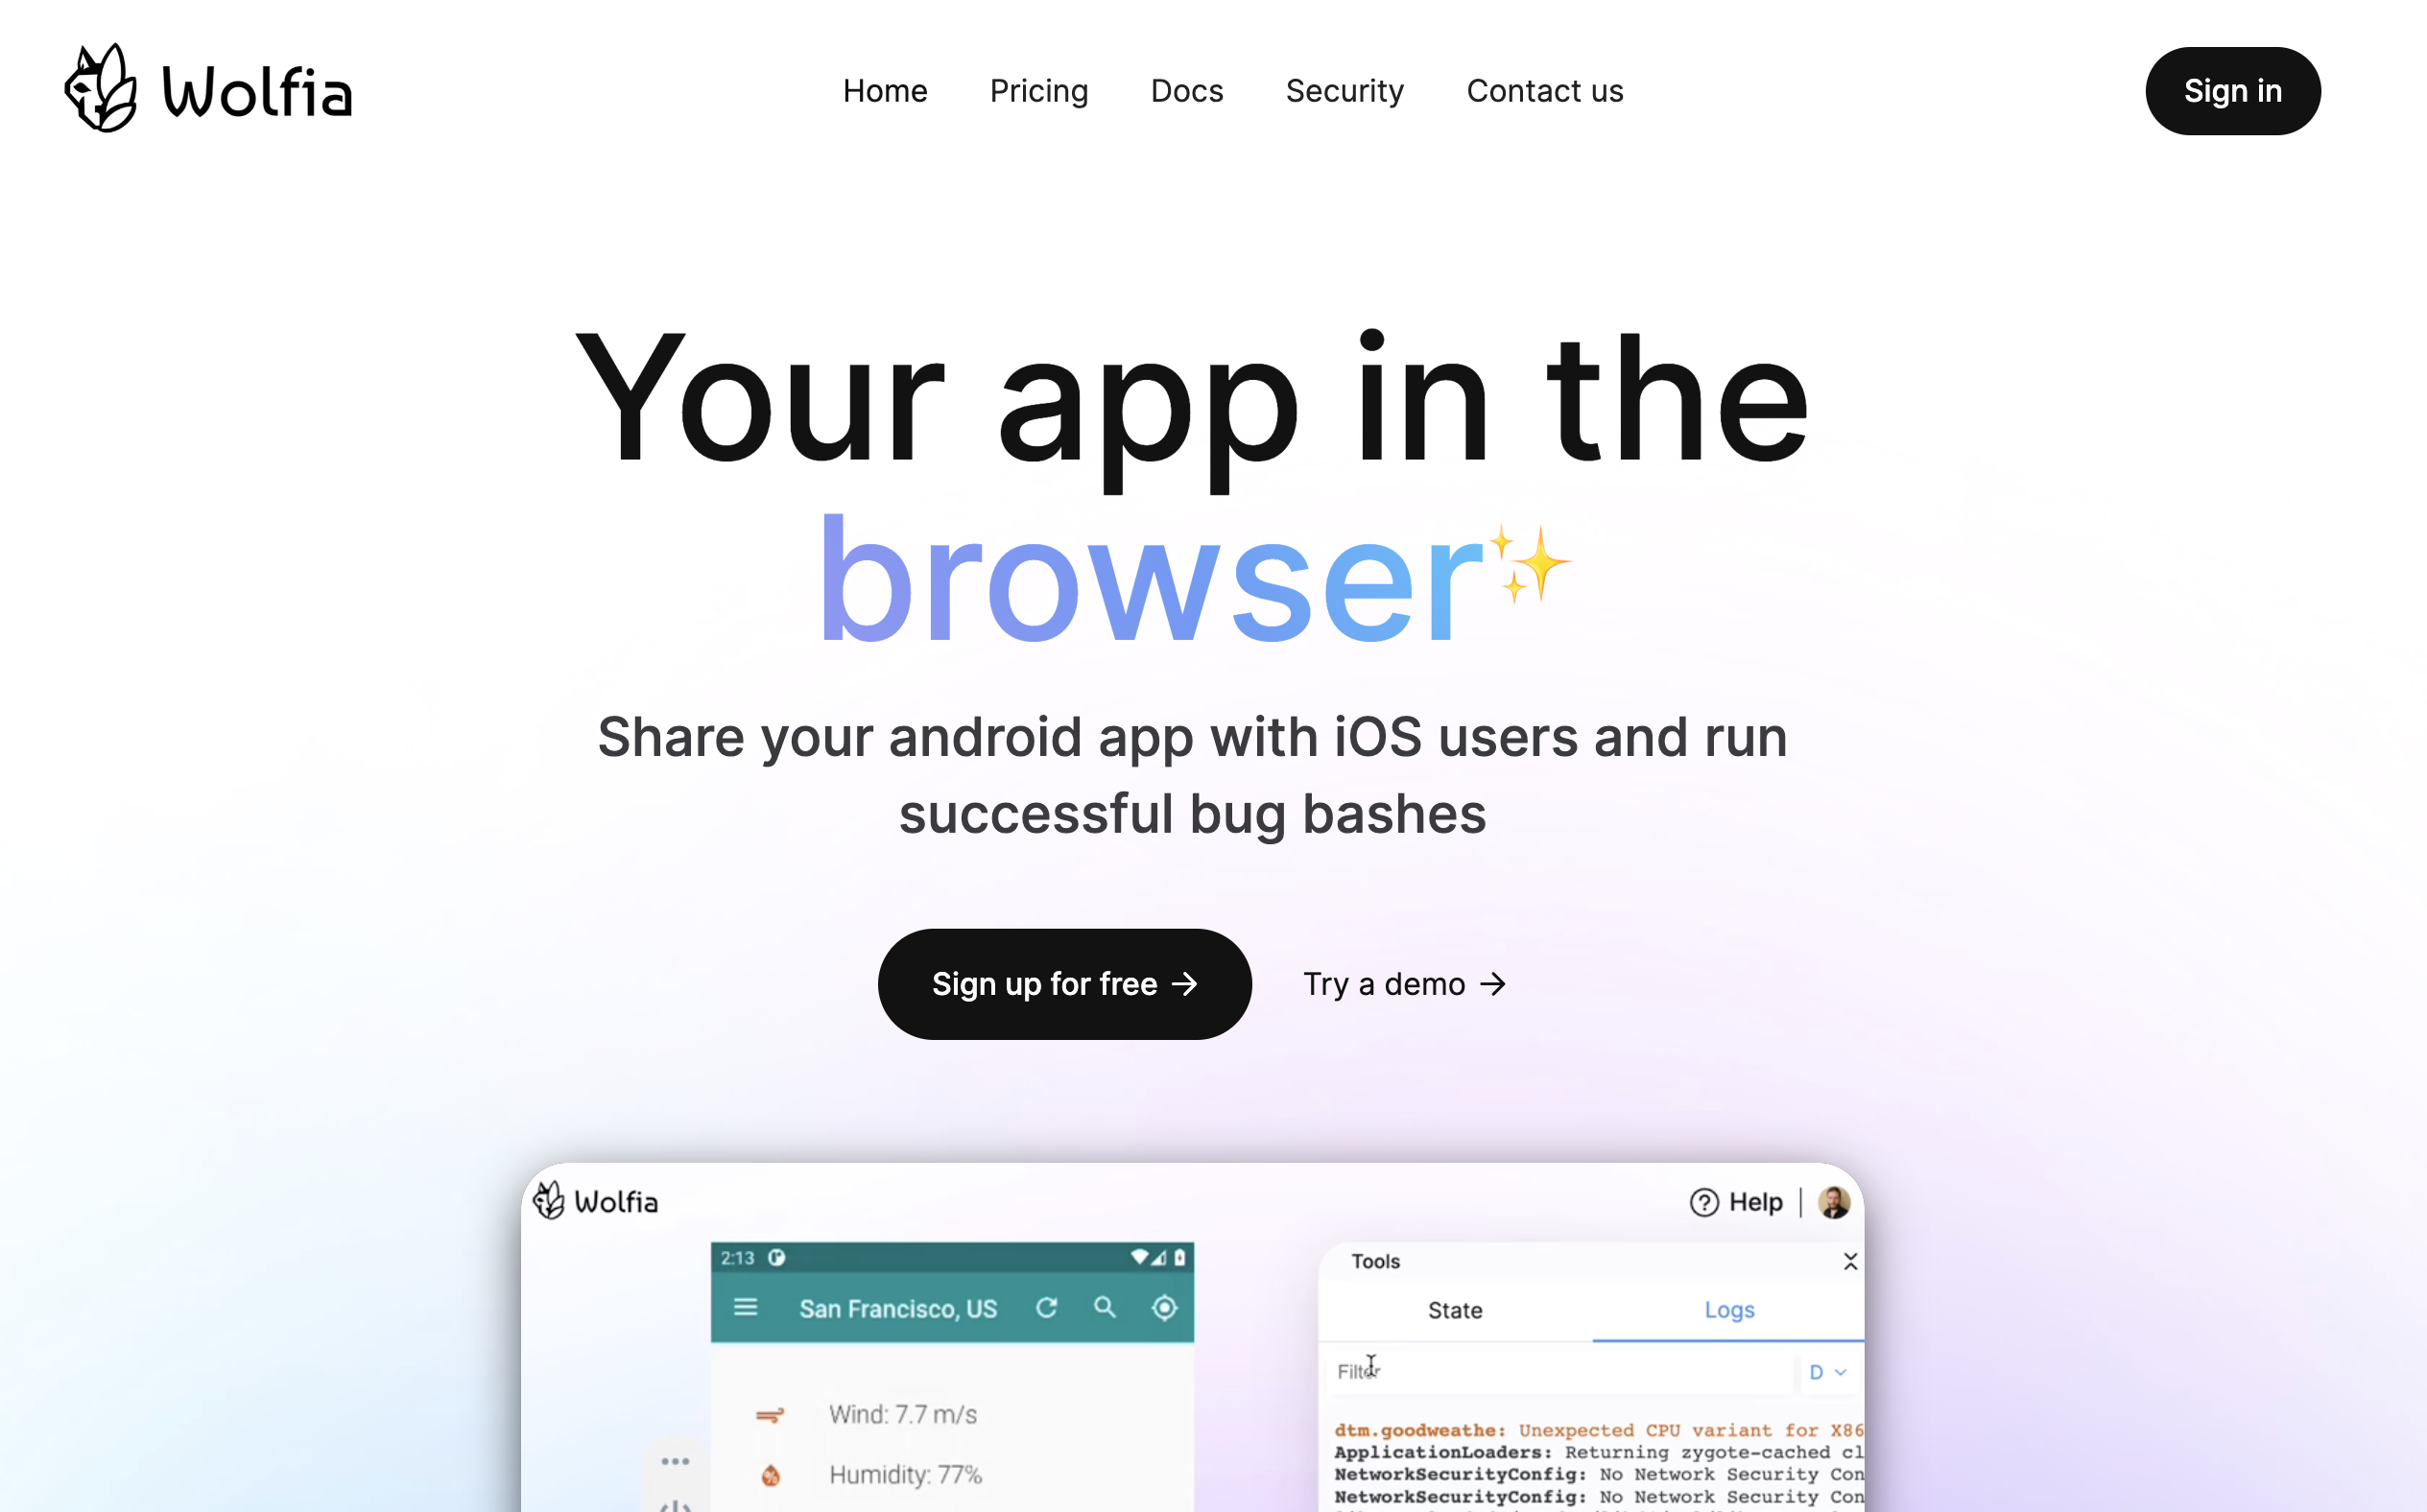 Wolfia
Home Pricing Docs Security Contact us
Sign in
Your app in the
browser✨
Share your android app with iOS users and run
successful bug bashes
Sign up for free →
Try a demo →
Wolfia
? Help
2:13
San Francisco, US
Wind: 7.7 m/s
Humidity: 77%
Tools
State Logs
Filter
D
dtm.goodweathe: Unexpected CPU variant for X86
ApplicationLoaders: Returning zygote-cached cl
NetworkSecurityConfig: No Network Security Con
NetworkSecurityConfig: No Network Security Con